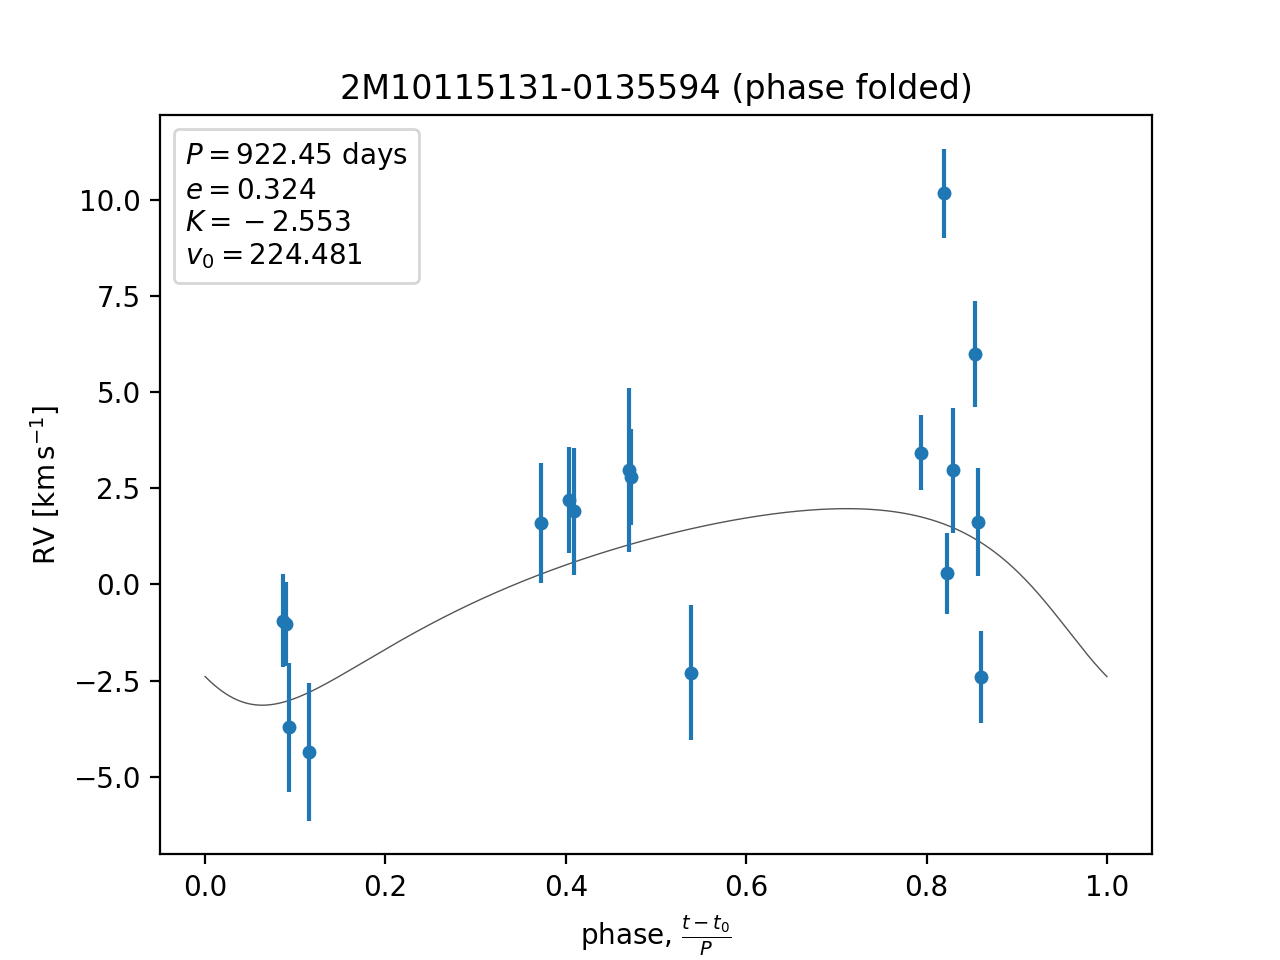 2M10115131-0135594 (phase folded)
P = 922.45 days
e = 0.324
K = −2.553
v₀ = 224.481
10.0
7.5
5.0
2.5
0.0
−2.5
−5.0
RV [km s⁻¹]
0.0 0.2 0.4 0.6 0.8 1.0
phase, (t − t₀)/P